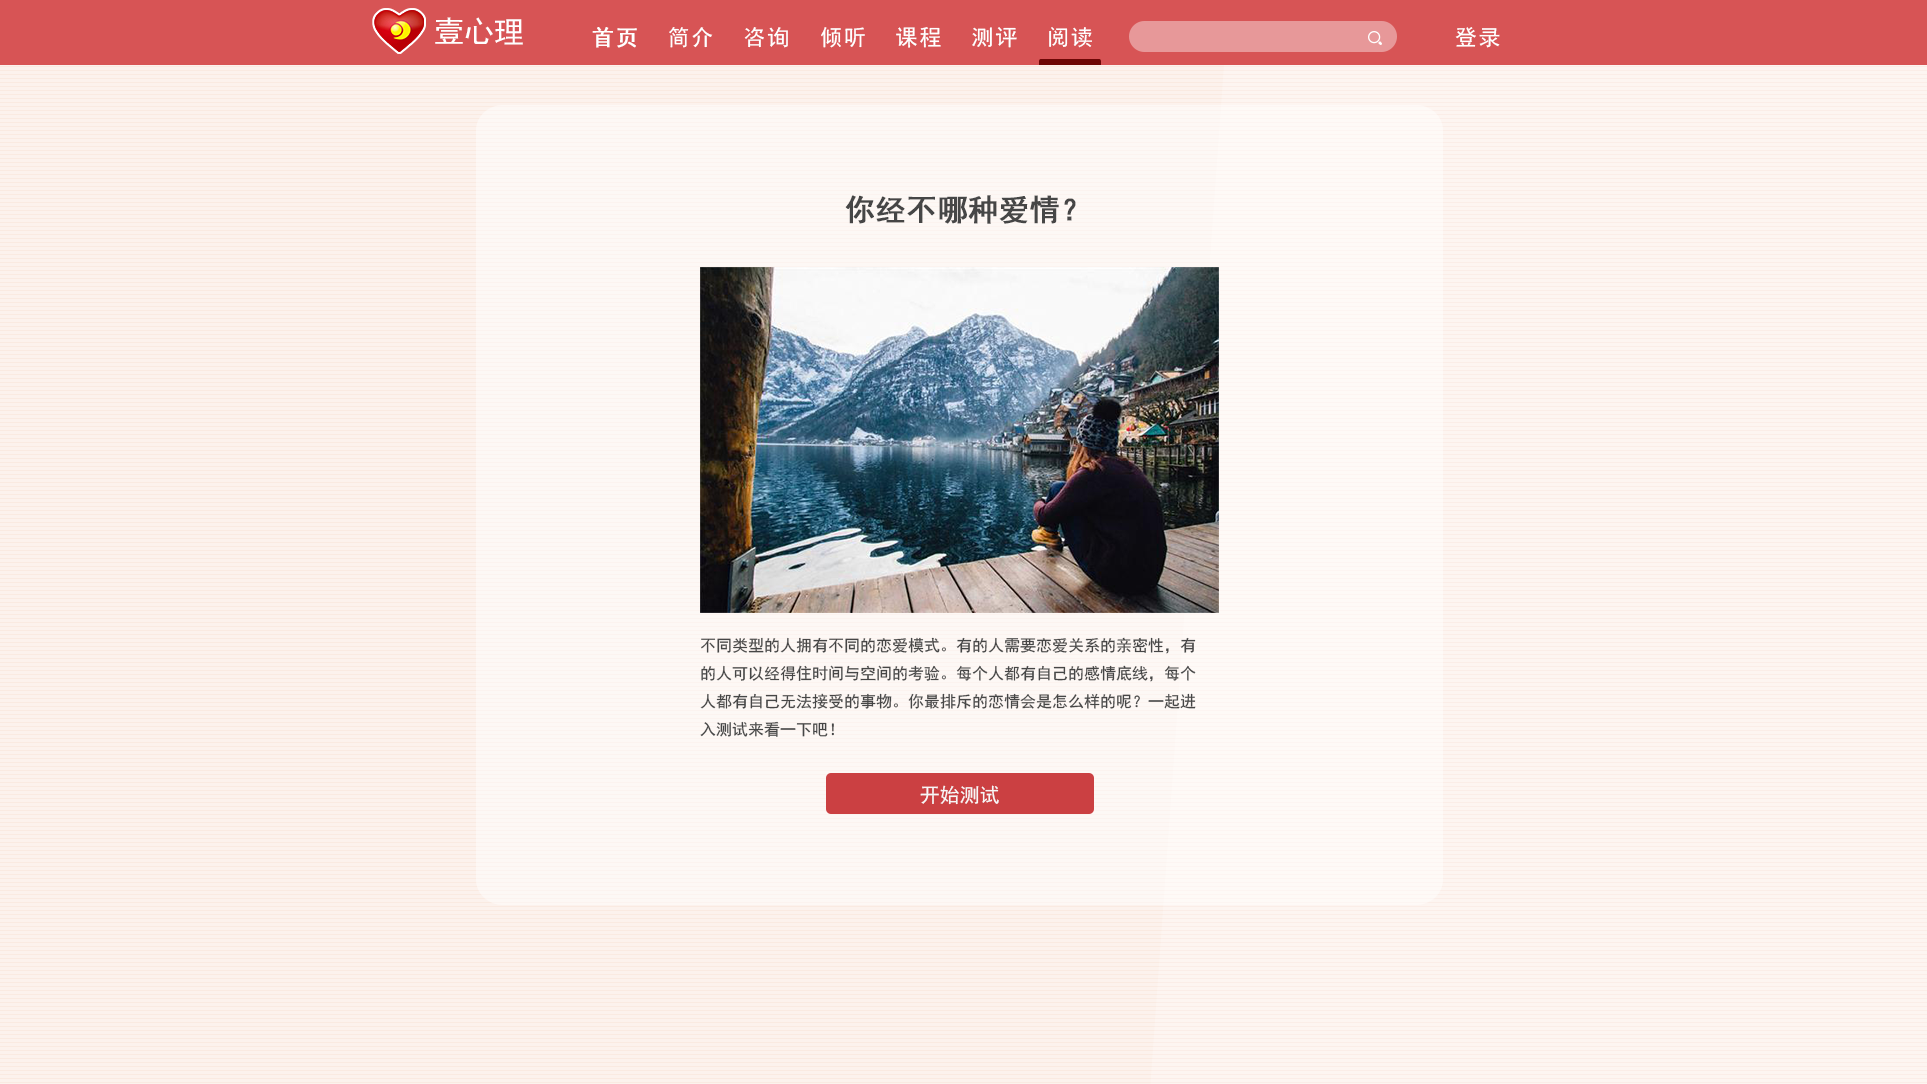 壹心理
首页 简介 咨询 倾听 课程 测评 阅读 登录
你经不哪种爱情？
不同类型的人拥有不同的恋爱模式。有的人需要恋爱关系的亲密性，有
的人可以经得住时间与空间的考验。每个人都有自己的感情底线，每个
人都有自己无法接受的事物。你最排斥的恋情会是怎么样的呢？一起进
入测试来看一下吧！
开始测试